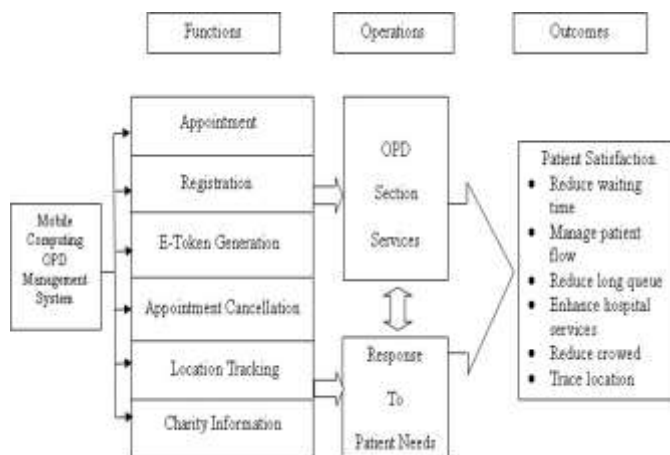 Functions
Operations
Outcomes
Mobile
Computing
OPD
Management
System
Appointment
Registration
E-Token Generation
Appointment Cancellation
Location Tracking
Charity Information
OPD
Section
Services
Response
To
Patient Needs
Patient Satisfaction
● Reduce waiting
time
● Manage patient
flow
● Reduce long queue
● Enhance hospital
services
● Reduce crowed
● Trace location